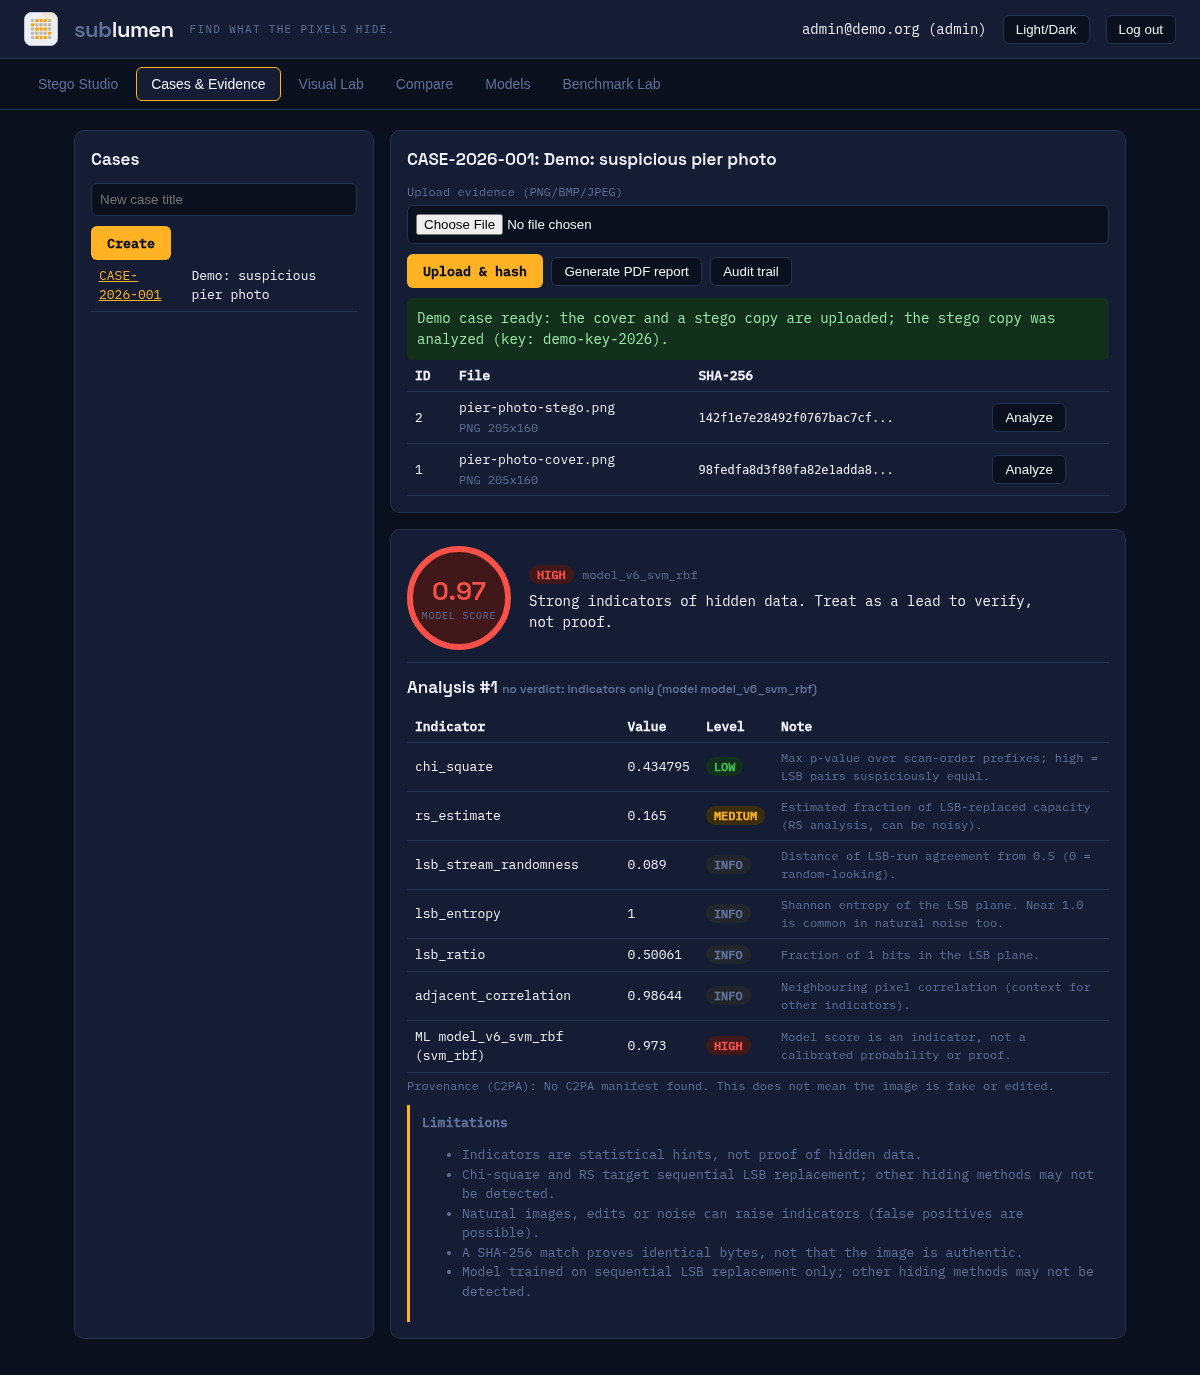 sublumen FIND WHAT THE PIXELS HIDE. admin@demo.org (admin) Light/Dark Log out
Stego Studio Cases & Evidence Visual Lab Compare Models Benchmark Lab
Cases
New case title
Create
CASE-
2026-001
Demo: suspicious
pier photo
CASE-2026-001: Demo: suspicious pier photo
Upload evidence (PNG/BMP/JPEG)
Choose File No file chosen
Upload & hash Generate PDF report Audit trail
Demo case ready: the cover and a stego copy are uploaded; the stego copy was
analyzed (key: demo-key-2026).
ID File SHA-256
2 pier-photo-stego.png 142f1e7e28492f0767bac7cf... Analyze
PNG 205x160
1 pier-photo-cover.png 98fedfa8d3f80fa82e1adda8... Analyze
PNG 205x160
0.97
MODEL SCORE
HIGH model_v6_svm_rbf
Strong indicators of hidden data. Treat as a lead to verify,
not proof.
Analysis #1 no verdict: indicators only (model model_v6_svm_rbf)
Indicator Value Level Note
chi_square 0.434795 LOW Max p-value over scan-order prefixes; high =
LSB pairs suspiciously equal.
rs_estimate 0.165 MEDIUM Estimated fraction of LSB-replaced capacity
(RS analysis, can be noisy).
lsb_stream_randomness 0.089 INFO Distance of LSB-run agreement from 0.5 (0 =
random-looking).
lsb_entropy 1 INFO Shannon entropy of the LSB plane. Near 1.0
is common in natural noise too.
lsb_ratio 0.50061 INFO Fraction of 1 bits in the LSB plane.
adjacent_correlation 0.98644 INFO Neighbouring pixel correlation (context for
other indicators).
ML model_v6_svm_rbf
(svm_rbf)
0.973 HIGH Model score is an indicator, not a
calibrated probability or proof.
Provenance (C2PA): No C2PA manifest found. This does not mean the image is fake or edited.
Limitations
• Indicators are statistical hints, not proof of hidden data.
• Chi-square and RS target sequential LSB replacement; other hiding methods may not
be detected.
• Natural images, edits or noise can raise indicators (false positives are
possible).
• A SHA-256 match proves identical bytes, not that the image is authentic.
• Model trained on sequential LSB replacement only; other hiding methods may not be
detected.